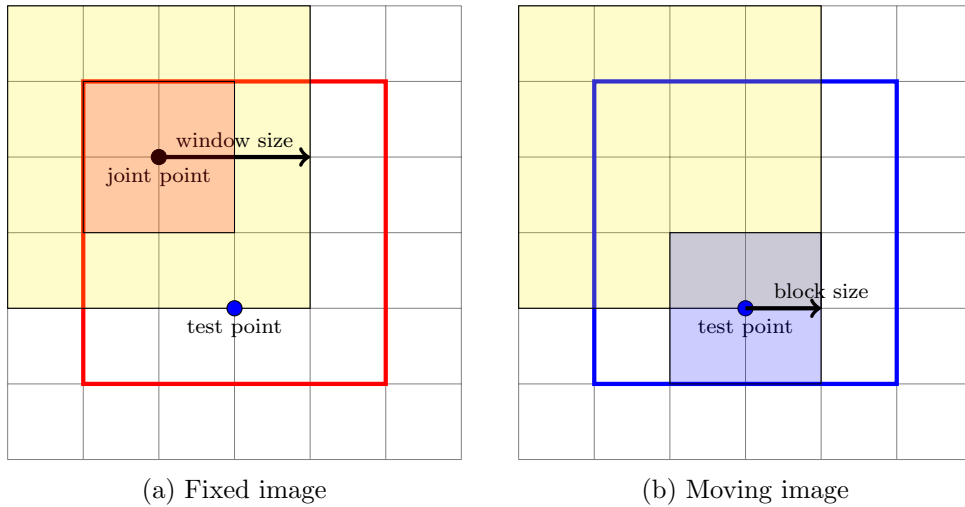 window size
joint point
test point
(a) Fixed image
block size
test point
(b) Moving image